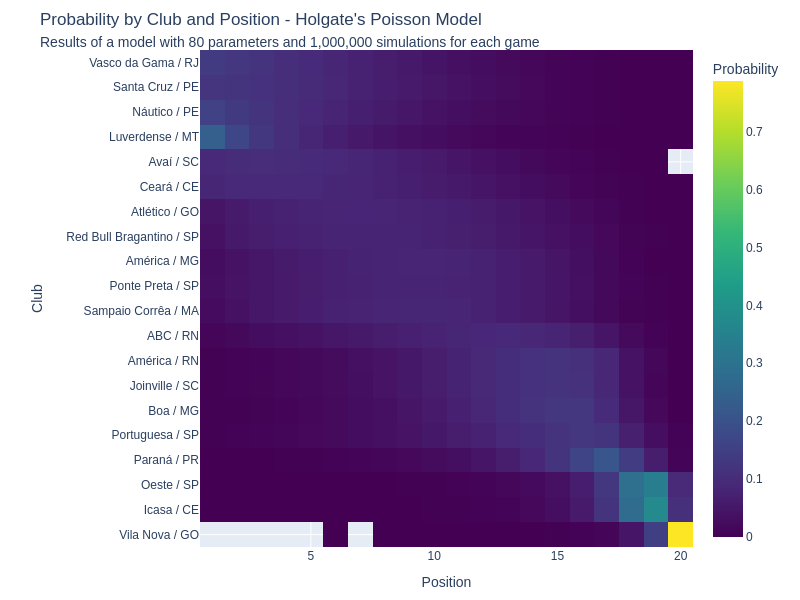 Probability by Club and Position - Holgate's Poisson Model
Results of a model with 80 parameters and 1,000,000 simulations for each game
Vasco da Gama / RJ
Santa Cruz / PE
Náutico / PE
Luverdense / MT
Avaí / SC
Ceará / CE
Atlético / GO
Red Bull Bragantino / SP
América / MG
Ponte Preta / SP
Sampaio Corrêa / MA
ABC / RN
América / RN
Joinville / SC
Boa / MG
Portuguesa / SP
Paraná / PR
Oeste / SP
Icasa / CE
Vila Nova / GO
Club
5
10
15
20
Position
Probability
0.7
0.6
0.5
0.4
0.3
0.2
0.1
0